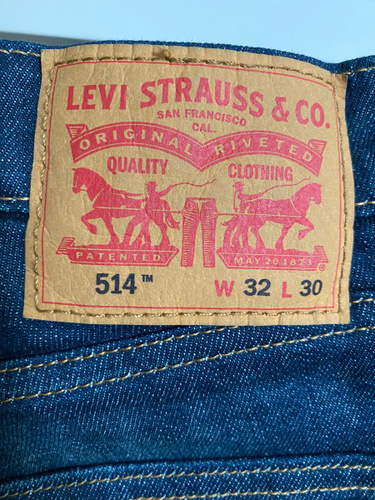 LEVI STRAUSS & CO.
SAN FRANCISCO
CAL.
ORIGINAL RIVETED
QUALITY CLOTHING
PATENTED MAY 20 1873
514™ W 32 L 30